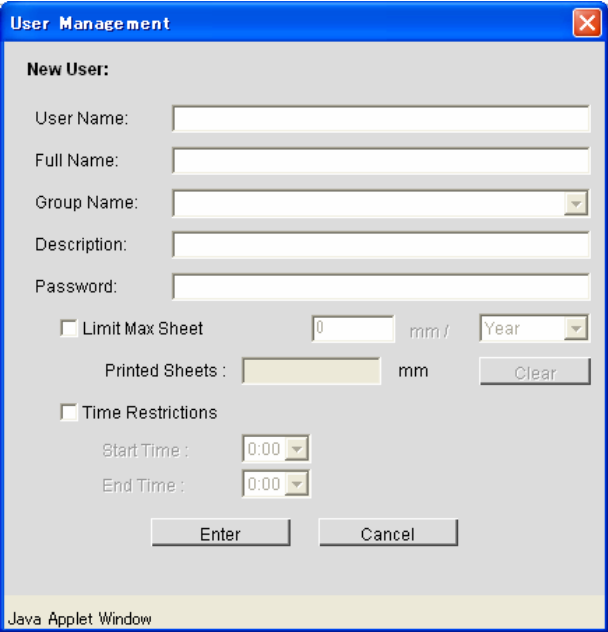 User Management
New User:
User Name:
Full Name:
Group Name:
Description:
Password:
Limit Max Sheet 0 mm / Year
Printed Sheets : mm Clear
Time Restrictions
Start Time : 0:00
End Time : 0:00
Enter Cancel
Java Applet Window